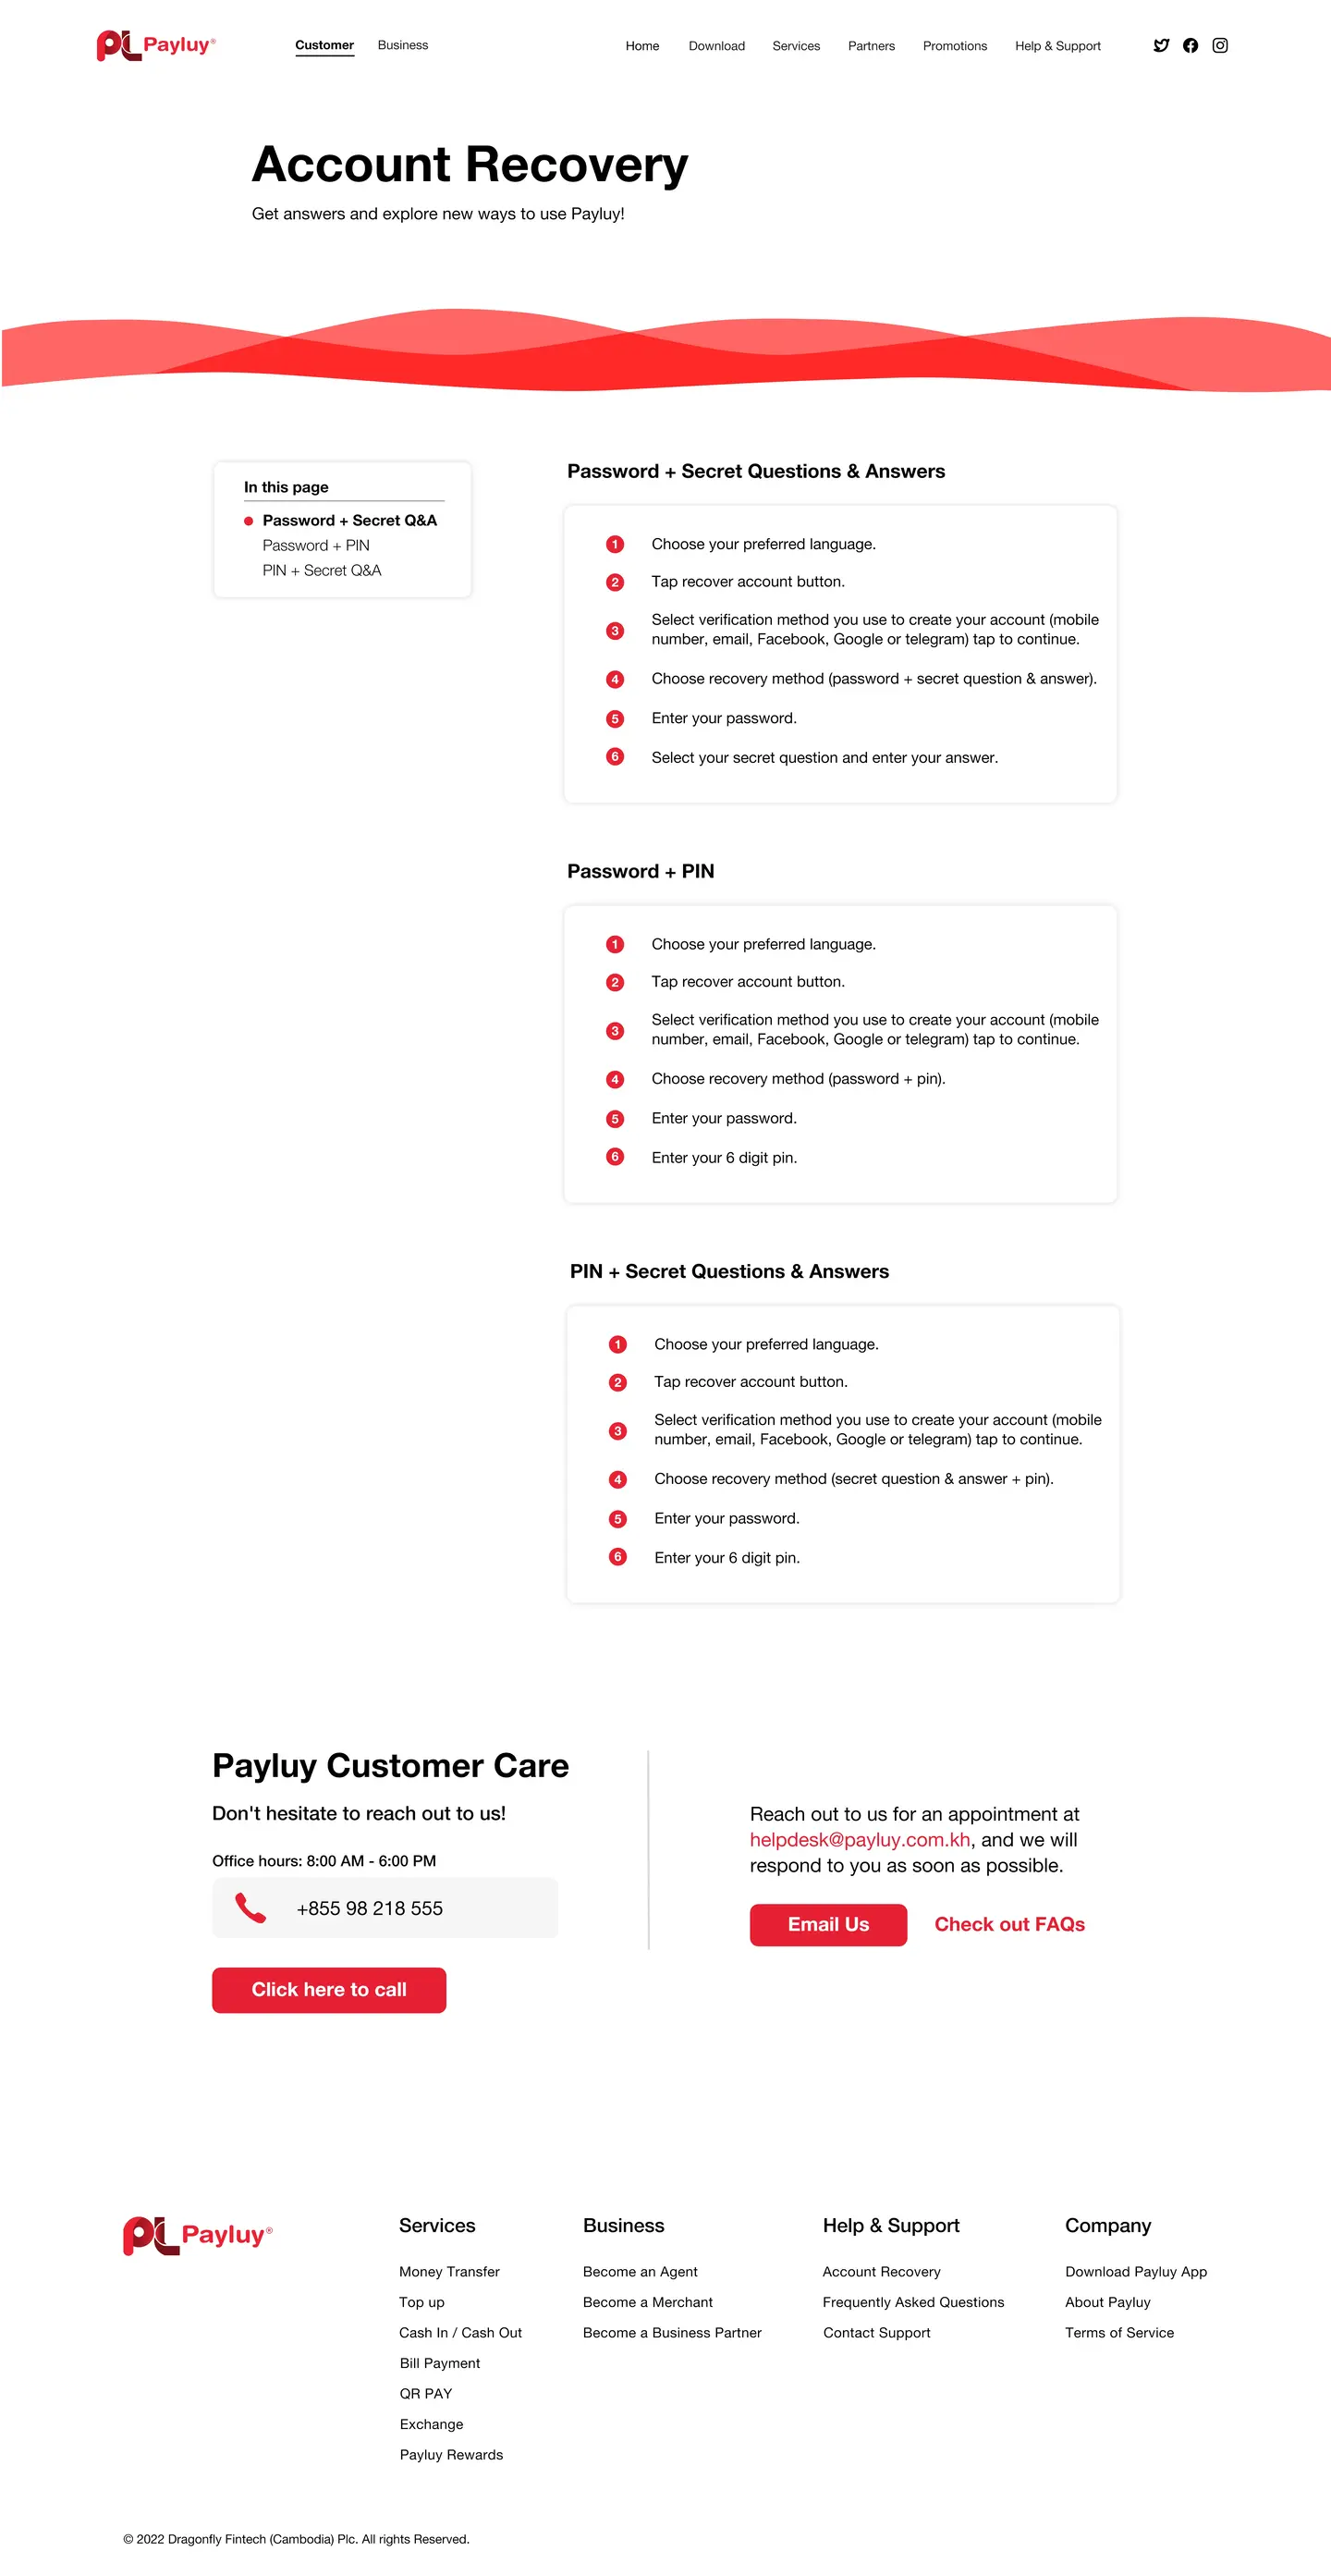 PL Payluy®
Customer
Business
Home
Download
Services
Partners
Promotions
Help & Support
Account Recovery
Get answers and explore new ways to use Payluy!
In this page
Password + Secret Q&A
Password + PIN
PIN + Secret Q&A
Password + Secret Questions & Answers
1 Choose your preferred language.
2 Tap recover account button.
3 Select verification method you use to create your account (mobile
number, email, Facebook, Google or telegram) tap to continue.
4 Choose recovery method (password + secret question & answer).
5 Enter your password.
6 Select your secret question and enter your answer.
Password + PIN
1 Choose your preferred language.
2 Tap recover account button.
3 Select verification method you use to create your account (mobile
number, email, Facebook, Google or telegram) tap to continue.
4 Choose recovery method (password + pin).
5 Enter your password.
6 Enter your 6 digit pin.
PIN + Secret Questions & Answers
1 Choose your preferred language.
2 Tap recover account button.
3 Select verification method you use to create your account (mobile
number, email, Facebook, Google or telegram) tap to continue.
4 Choose recovery method (secret question & answer + pin).
5 Enter your password.
6 Enter your 6 digit pin.
Payluy Customer Care
Don't hesitate to reach out to us!
Office hours: 8:00 AM - 6:00 PM
+855 98 218 555
Click here to call
Reach out to us for an appointment at
helpdesk@payluy.com.kh, and we will
respond to you as soon as possible.
Email Us
Check out FAQs
PL Payluy®
Services
Money Transfer
Top up
Cash In / Cash Out
Bill Payment
QR PAY
Exchange
Payluy Rewards
Business
Become an Agent
Become a Merchant
Become a Business Partner
Help & Support
Account Recovery
Frequently Asked Questions
Contact Support
Company
Download Payluy App
About Payluy
Terms of Service
© 2022 Dragonfly Fintech (Cambodia) Plc. All rights Reserved.